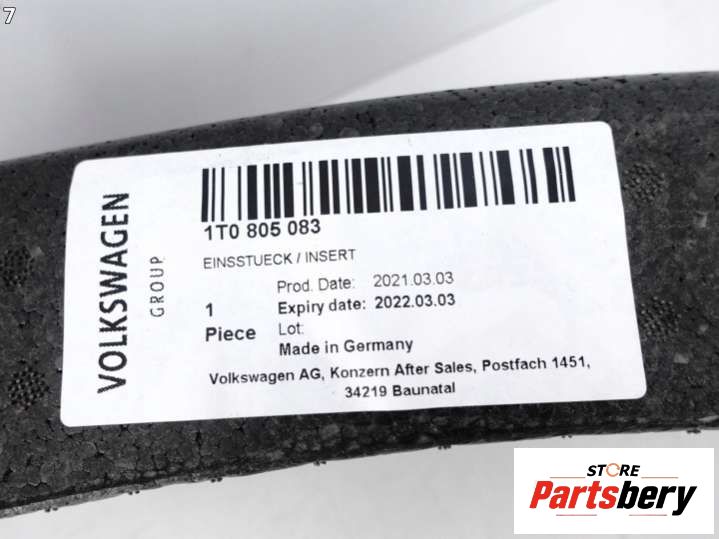 7
VOLKSWAGEN
GROUP
1T0 805 083
EINSSTUECK / INSERT
Prod. Date: 2021.03.03
1 Expiry date: 2022.03.03
Piece Lot:
Made in Germany
Volkswagen AG, Konzern After Sales, Postfach 1451,
34219 Baunatal
STORE
Partsbery